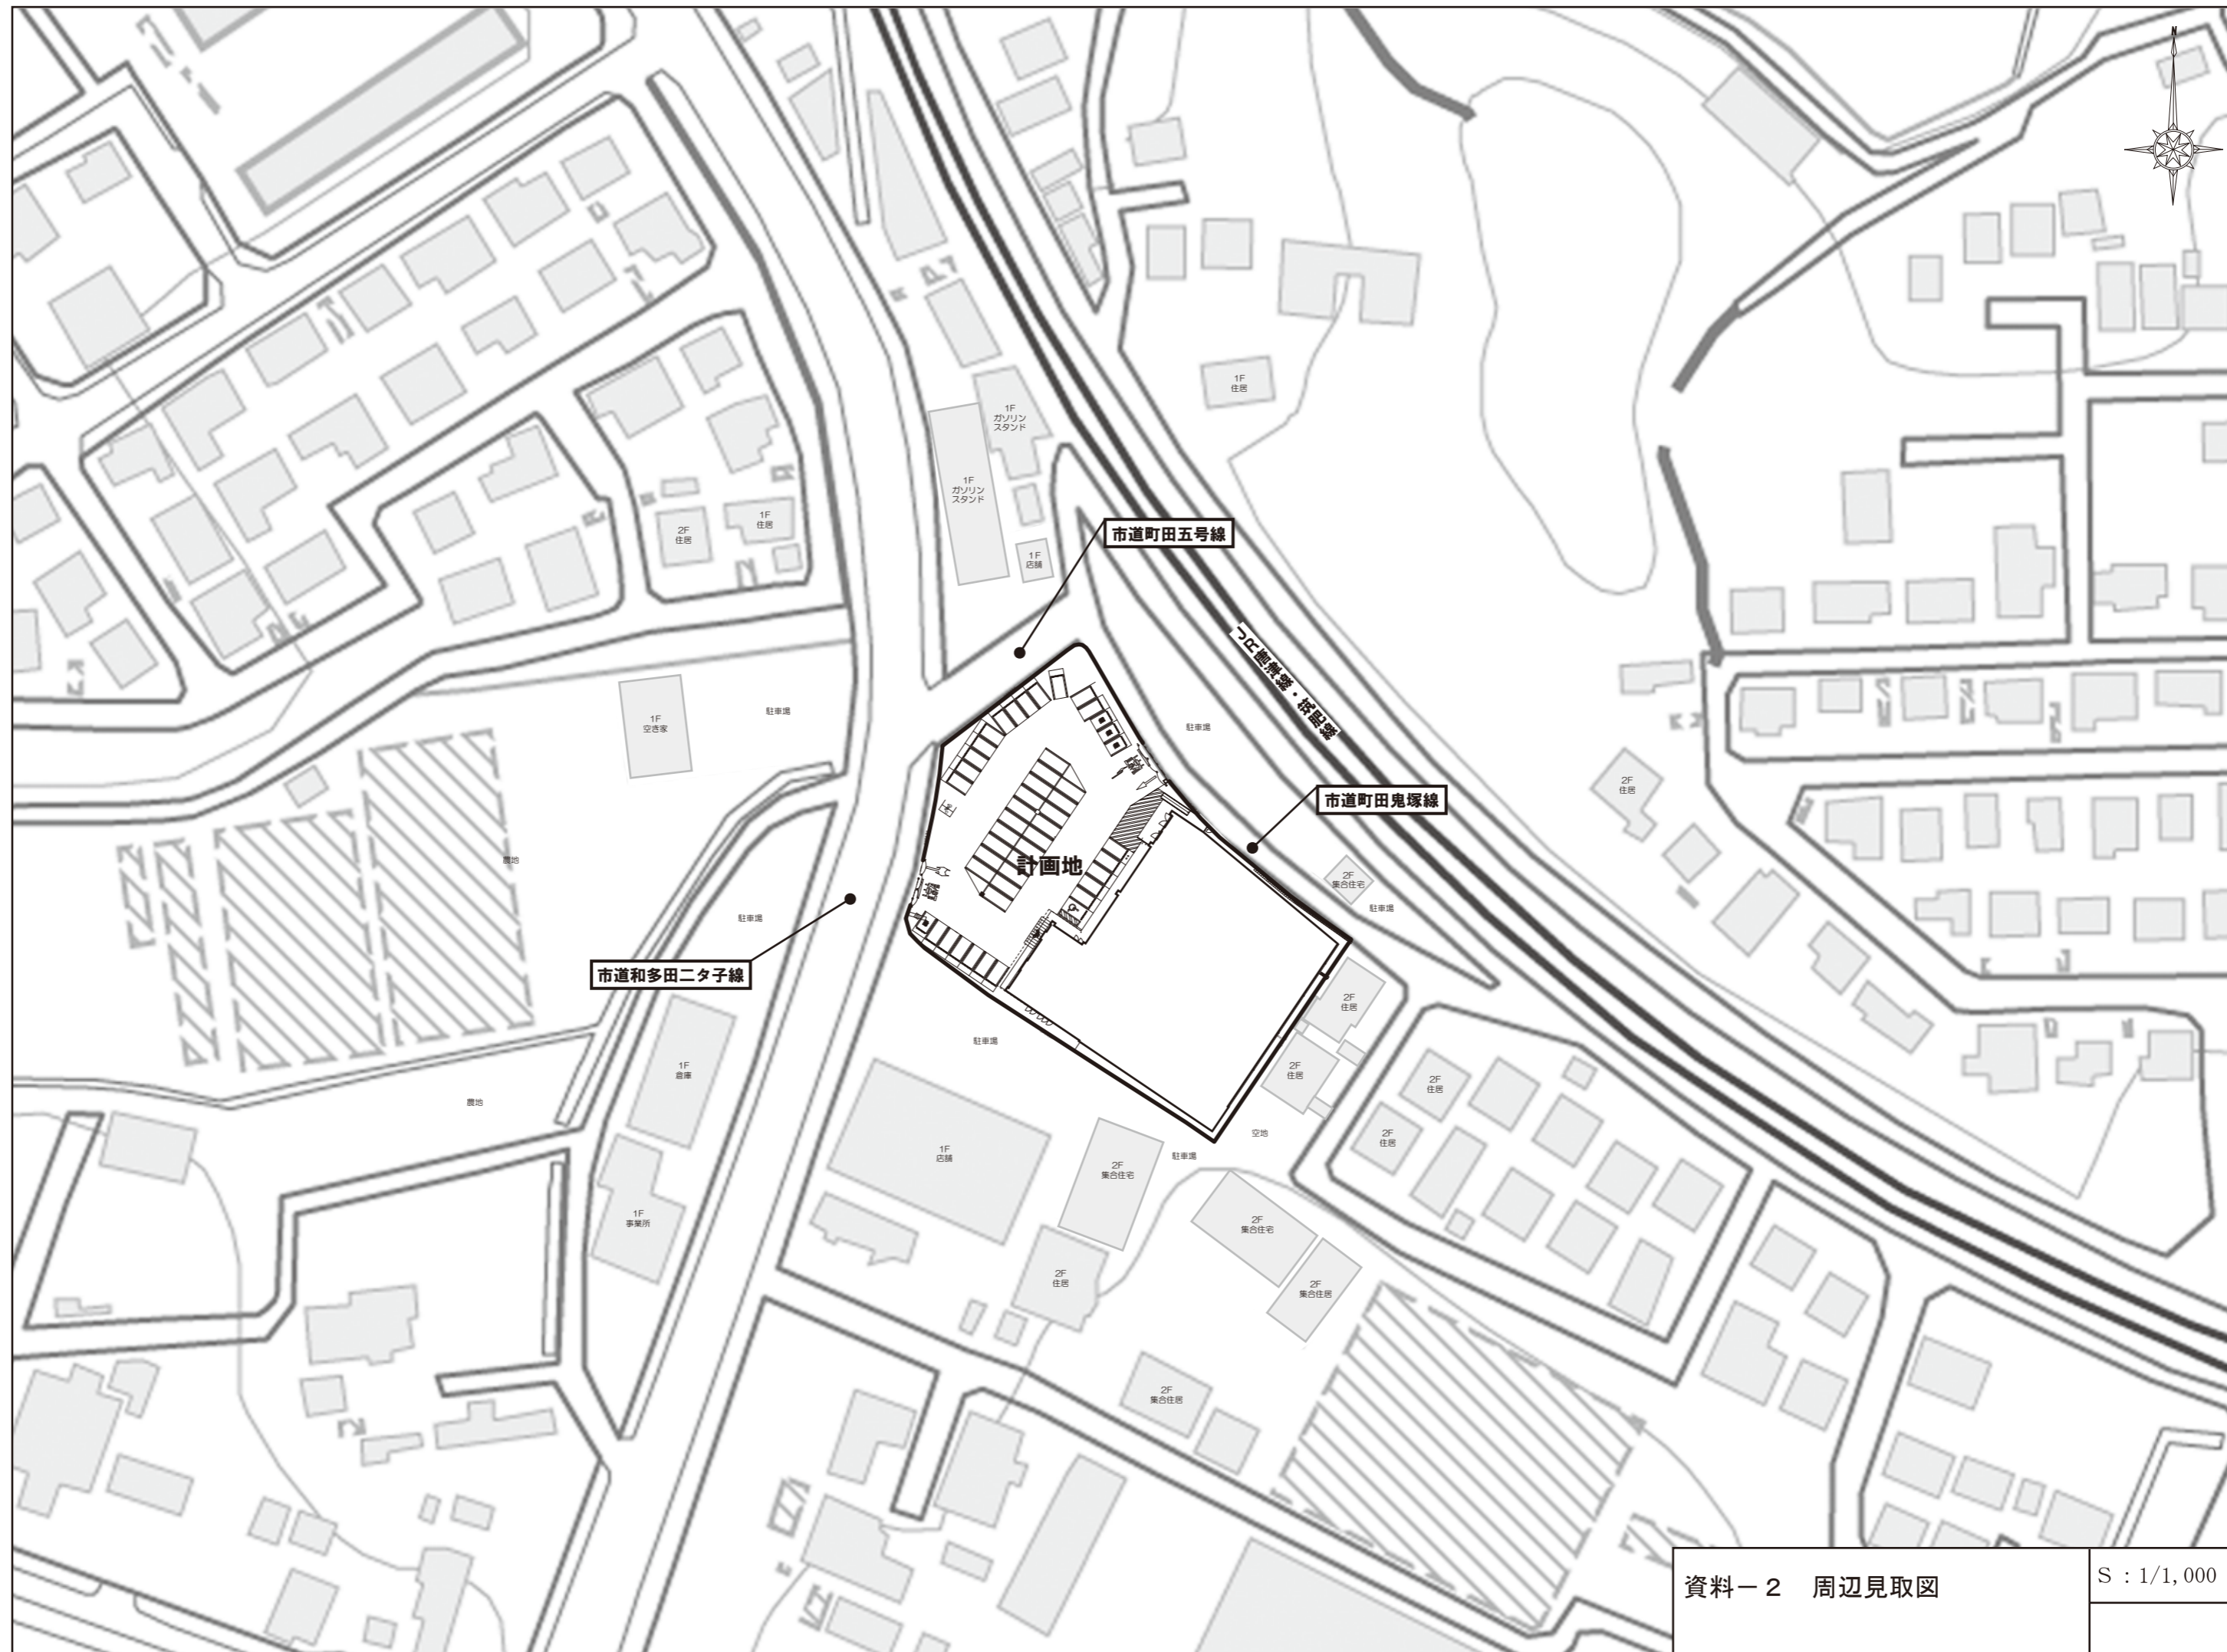 N
1F
住居
1F
ガソリン
スタンド
1F
ガソリン
スタンド
2F
住居
1F
住居
1F
店舗
市道町田五号線
JR唐津線・筑肥線
1F
空き家
駐車場
駐車場
2F
住居
市道町田鬼塚線
農地
計画地
2F
集合住宅
駐車場
駐車場
市道和多田二タ子線
2F
住居
駐車場
1F
倉庫
2F
住居
2F
住居
農地
2F
住居
空地
1F
店舗
駐車場
2F
集合住宅
1F
事業所
2F
集合住宅
2F
住居
2F
集合住居
2F
集合住居
資料－2 周辺見取図
S : 1/1,000